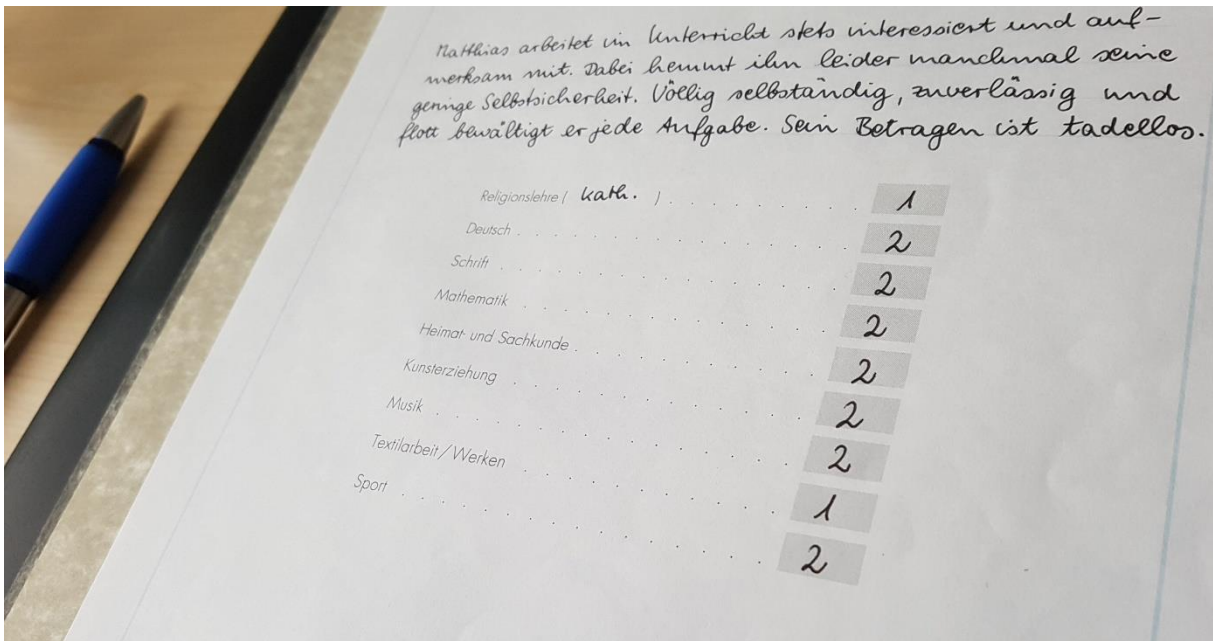 Matthias arbeitet im Unterricht stets interessiert und auf-
merksam mit. Dabei hemmt ihn leider manchmal seine
geringe Selbstsicherheit. Völlig selbständig, zuverlässig und
flott bewältigt er jede Aufgabe. Sein Betragen ist tadellos.
Religionslehre ( kath. ) . . . . . . . . . 1
Deutsch . . . . . . . . . . . . . . . 2
Schrift . . . . . . . . . . . . . . . 2
Mathematik . . . . . . . . . . . . . . 2
Heimat- und Sachkunde . . . . . . . . . . . 2
Kunsterziehung . . . . . . . . . . . . . 2
Musik . . . . . . . . . . . . . . . 2
Textilarbeit / Werken . . . . . . . . . . . 1
Sport . . . . . . . . . . . . . . . 2